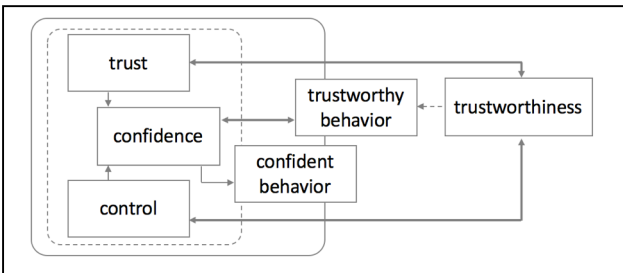 trust
trustworthy
behavior
trustworthiness
confidence
confident
behavior
control